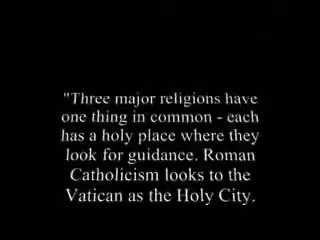 "Three major religions have
one thing in common - each
has a holy place where they
look for guidance. Roman
Catholicism looks to the
Vatican as the Holy City.